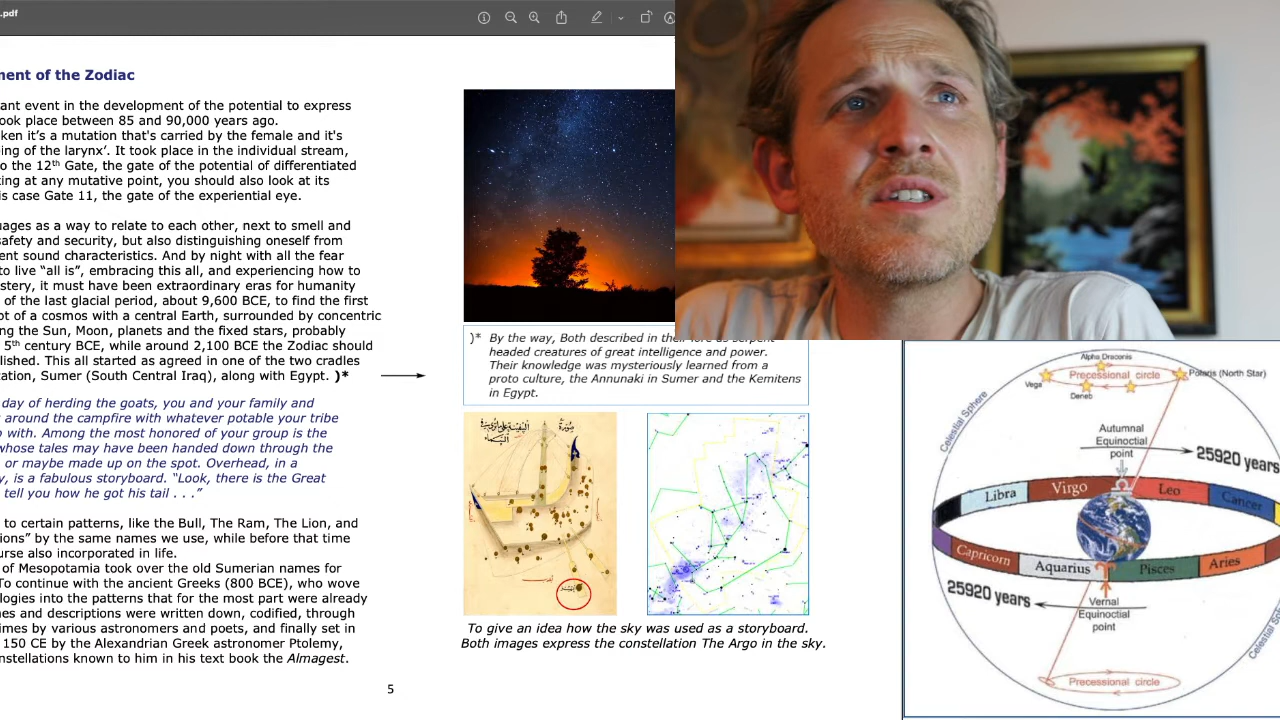 .pdf
ment of the Zodiac
ant event in the development of the potential to express
ook place between 85 and 90,000 years ago.
ken it’s a mutation that's carried by the female and it's
ing of the larynx’. It took place in the individual stream,
o the 12th Gate, the gate of the potential of differentiated
ing at any mutative point, you should also look at its
is case Gate 11, the gate of the experiential eye.
uages as a way to relate to each other, next to smell and
safety and security, but also distinguishing oneself from
ent sound characteristics. And by night with all the fear
to live “all is”, embracing this all, and experiencing how to
stery, it must have been extraordinary eras for humanity
of the last glacial period, about 9,600 BCE, to find the first
pt of a cosmos with a central Earth, surrounded by concentric
ng the Sun, Moon, planets and the fixed stars, probably
5th century BCE, while around 2,100 BCE the Zodiac should
lished. This all started as agreed in one of the two cradles
ation, Sumer (South Central Iraq), along with Egypt. )*
day of herding the goats, you and your family and
around the campfire with whatever potable your tribe
p with. Among the most honored of your group is the
whose tales may have been handed down through the
or maybe made up on the spot. Overhead, in a
y, is a fabulous storyboard. “Look, there is the Great
tell you how he got his tail . . .”
to certain patterns, like the Bull, The Ram, The Lion, and
ions” by the same names we use, while before that time
urse also incorporated in life.
of Mesopotamia took over the old Sumerian names for
To continue with the ancient Greeks (800 BCE), who wove
ologies into the patterns that for the most part were already
nes and descriptions were written down, codified, through
imes by various astronomers and poets, and finally set in
150 CE by the Alexandrian Greek astronomer Ptolemy,
nstellations known to him in his text book the Almagest.
5
)* By the way, Both described in their lore as serpent
headed creatures of great intelligence and power.
Their knowledge was mysteriously learned from a
proto culture, the Annunaki in Sumer and the Kemitens
in Egypt.
To give an idea how the sky was used as a storyboard.
Both images express the constellation The Argo in the sky.
Alpha Draconis
Precessional circle
Vega
Deneb
Polaris (North Star)
Celestial Sphere
Autumnal
Equinoctial
point
25920 years
Libra
Virgo
Leo
Cancer
Capricorn
Aquarius
Pisces
Aries
25920 years
Vernal
Equinoctial
point
Precessional circle
Celestial S